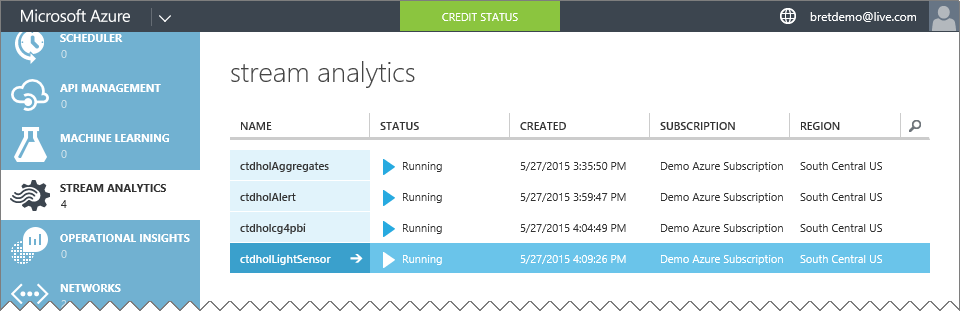 Microsoft Azure
CREDIT STATUS
bretdemo@live.com
SCHEDULER
0
API MANAGEMENT
0
MACHINE LEARNING
0
STREAM ANALYTICS
4
OPERATIONAL INSIGHTS
0
NETWORKS
stream analytics
NAME STATUS CREATED SUBSCRIPTION REGION
ctdholAggregates Running 5/27/2015 3:35:50 PM Demo Azure Subscription South Central US
ctdholAlert Running 5/27/2015 3:59:47 PM Demo Azure Subscription South Central US
ctdholcg4pbi Running 5/27/2015 4:04:49 PM Demo Azure Subscription South Central US
ctdholLightSensor Running 5/27/2015 4:09:26 PM Demo Azure Subscription South Central US